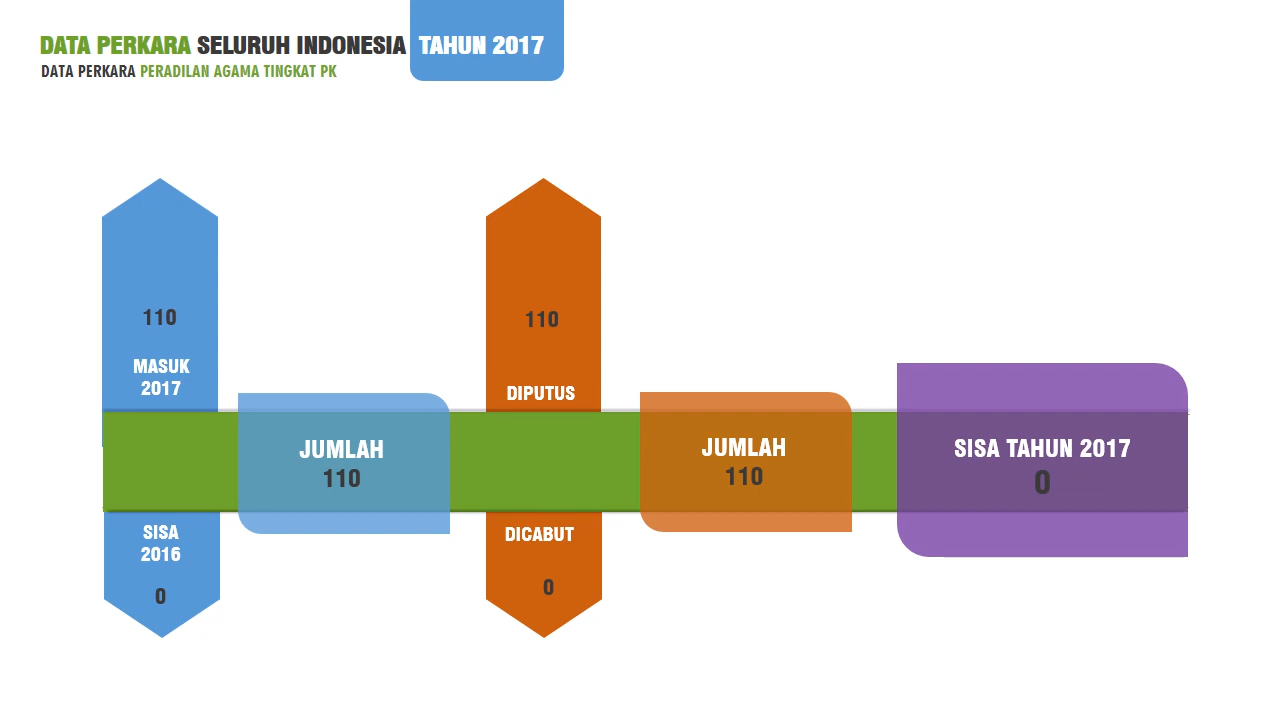 DATA PERKARA SELURUH INDONESIA TAHUN 2017
DATA PERKARA PERADILAN AGAMA TINGKAT PK
110
MASUK
2017
JUMLAH
110
SISA
2016
0
110
DIPUTUS
DICABUT
0
JUMLAH
110
SISA TAHUN 2017
0